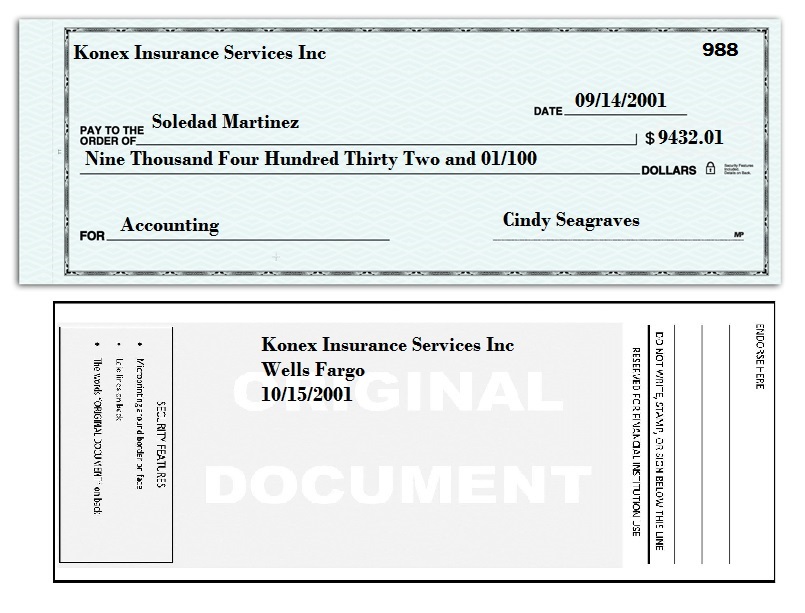 Konex Insurance Services Inc
988
DATE 09/14/2001
PAY TO THE
ORDER OF Soledad Martinez
$ 9432.01
Nine Thousand Four Hundred Thirty Two and 01/100
DOLLARS
Security Features
Included.
Details on Back.
FOR Accounting
Cindy Seagraves
MP
Konex Insurance Services Inc
Wells Fargo
10/15/2001
ORIGINAL
DOCUMENT
SECURITY FEATURES
• Microprinting around border on face
• lines on back
• The words "ORIGINAL DOCUMENT" on back
ENDORSE HERE
DO NOT WRITE, STAMP, OR SIGN BELOW THIS LINE
RESERVED FOR FINANCIAL INSTITUTION USE